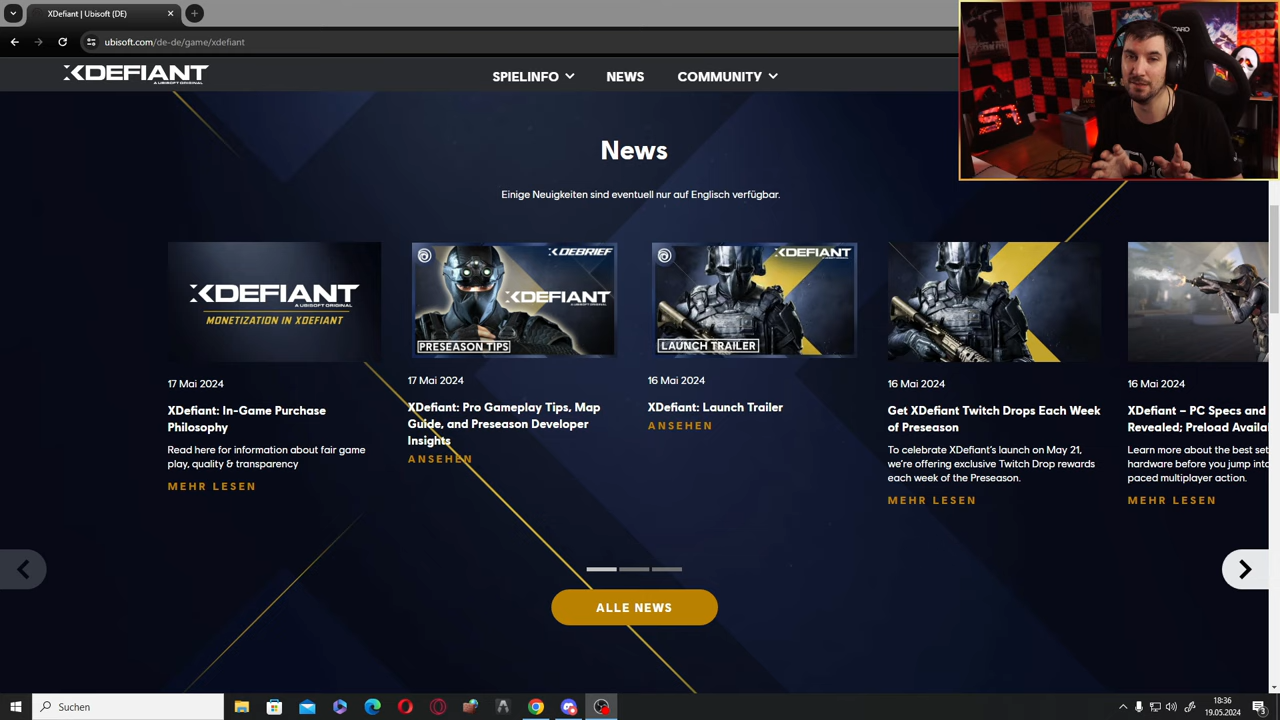 XDefiant | Ubisoft (DE)
ubisoft.com/de-de/game/xdefiant
XDEFIANT
A UBISOFT ORIGINAL
SPIELINFO
NEWS
COMMUNITY
News
Einige Neuigkeiten sind eventuell nur auf Englisch verfügbar.
XDEFIANT
A UBISOFT ORIGINAL
MONETIZATION IN XDEFIANT
17 Mai 2024
XDefiant: In-Game Purchase
Philosophy
Read here for information about fair game
play, quality & transparency
MEHR LESEN
XDEBRIEF
XDEFIANT
PRESEASON TIPS
17 Mai 2024
XDefiant: Pro Gameplay Tips, Map
Guide, and Preseason Developer
Insights
ANSEHEN
XDEFIANT
LAUNCH TRAILER
16 Mai 2024
XDefiant: Launch Trailer
ANSEHEN
16 Mai 2024
Get XDefiant Twitch Drops Each Week
of Preseason
To celebrate XDefiant's launch on May 21,
we're offering exclusive Twitch Drop rewards
each week of the Preseason.
MEHR LESEN
16 Mai 2024
XDefiant – PC Specs and
Revealed; Preload Availa
Learn more about the best set
hardware before you jump into
paced multiplayer action.
MEHR LESEN
ALLE NEWS
Suchen
18:36
19.05.2024
3